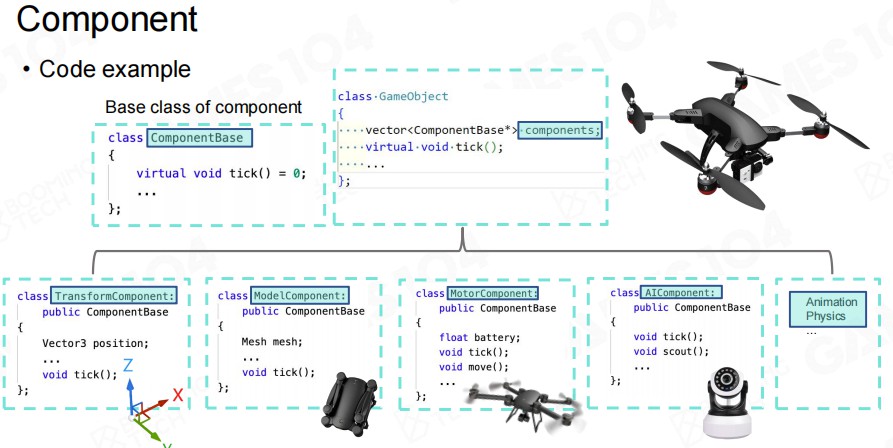 Component
• Code example
Base class of component
class ComponentBase
{
virtual void tick() = 0;
...
};
class·GameObject
{
····vector<ComponentBase*>·components;
····virtual·void·tick();
····...
};
class TransformComponent:
public ComponentBase
{
Vector3 position;
...
void tick();
};
Z
X
Y
class ModelComponent:
public ComponentBase
{
Mesh mesh;
...
void tick();
};
class MotorComponent:
public ComponentBase
{
float battery;
void tick();
void move();
...
};
class AIComponent:
public ComponentBase
{
void tick();
void scout();
...
};
Animation
Physics
...
GAMES104